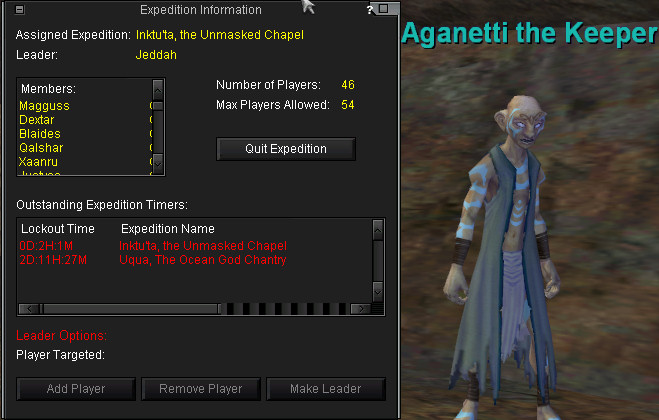 Expedition Information
?
Assigned Expedition: Inktu'ta, the Unmasked Chapel
Leader: Jeddah
Members:
Magguss
Dextar
Blaides
Qalshar
Xaanru
Number of Players: 46
Max Players Allowed: 54
Quit Expedition
Outstanding Expedition Timers:
Lockout Time Expedition Name
0D:2H:1M Inktu'ta, the Unmasked Chapel
2D:11H:27M Uqua, The Ocean God Chantry
Leader Options:
Player Targeted:
Add Player Remove Player Make Leader
Aganetti the Keeper